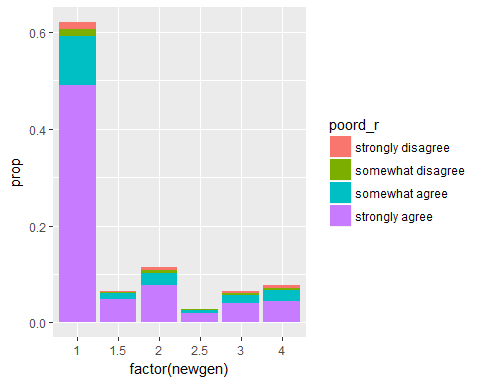 prop
0.6
0.4
0.2
0.0
1 1.5 2 2.5 3 4
factor(newgen)
poord_r
strongly disagree
somewhat disagree
somewhat agree
strongly agree